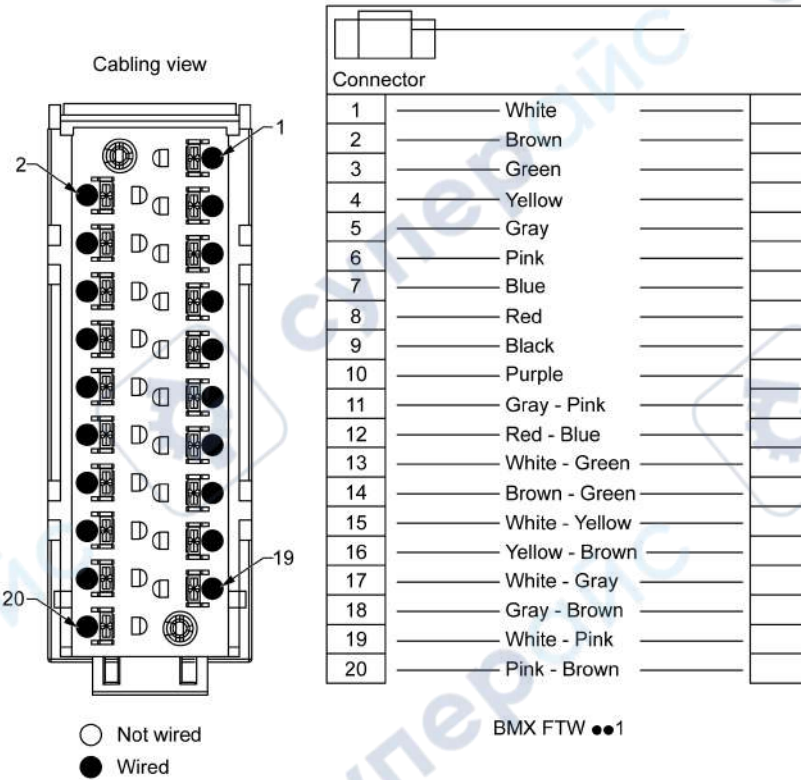 Cabling view
1
2
19
20
Not wired
Wired
Connector
1 White
2 Brown
3 Green
4 Yellow
5 Gray
6 Pink
7 Blue
8 Red
9 Black
10 Purple
11 Gray - Pink
12 Red - Blue
13 White - Green
14 Brown - Green
15 White - Yellow
16 Yellow - Brown
17 White - Gray
18 Gray - Brown
19 White - Pink
20 Pink - Brown
BMX FTW ●●1
суперайс